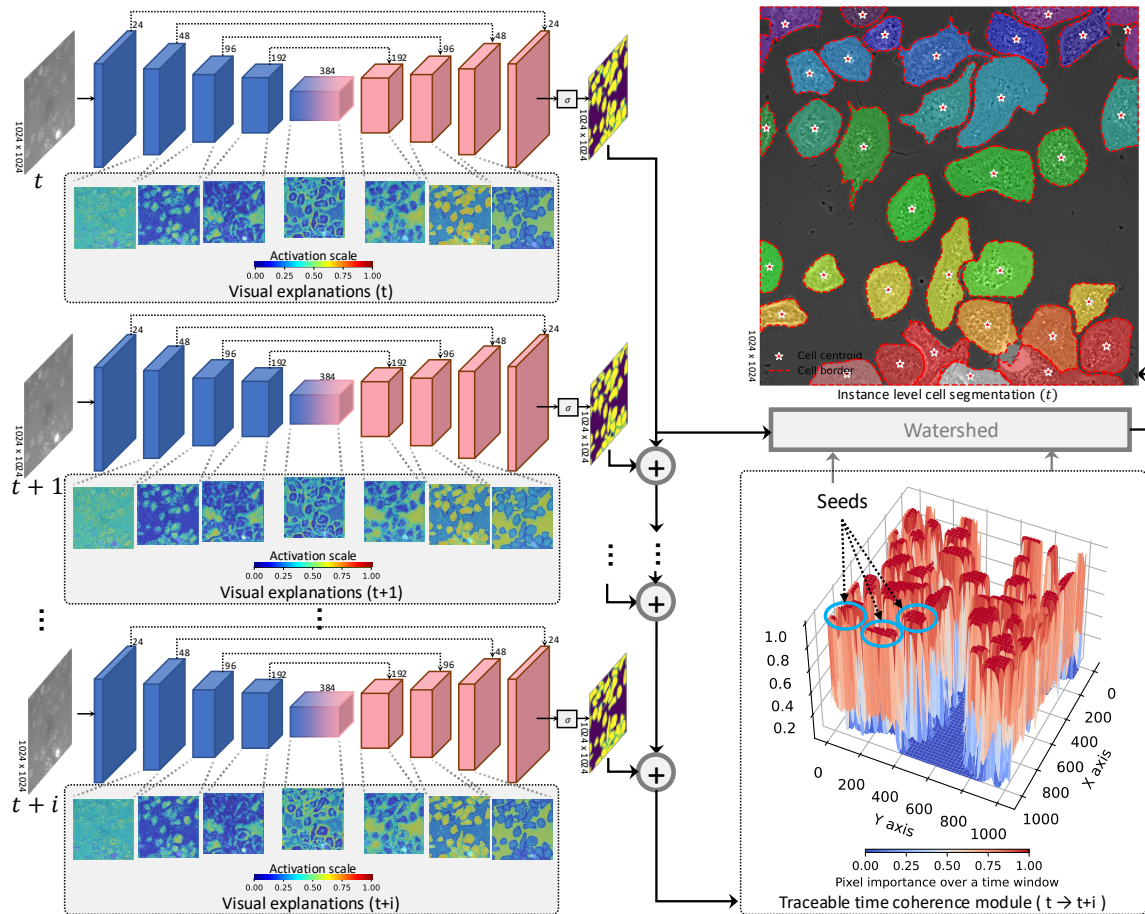 24
48
96
192
384
192
96
48
24
σ
1024 x 1024
1024 x 1024
t
Activation scale
0.00 0.25 0.50 0.75 1.00
Visual explanations (t)
24
48
96
192
384
192
96
48
24
σ
1024 x 1024
1024 x 1024
t + 1
Activation scale
0.00 0.25 0.50 0.75 1.00
Visual explanations (t+1)
24
48
96
192
384
192
96
48
24
σ
1024 x 1024
1024 x 1024
t + i
Activation scale
0.00 0.25 0.50 0.75 1.00
Visual explanations (t+i)
+
+
+
1024 x 1024
Cell centroid
Cell border
Instance level cell segmentation (t)
Watershed
Seeds
1.0
0.8
0.6
0.4
0.2
0 200 400 600 800 1000
Y axis
0 200 400 600 800 1000
X axis
0.00 0.25 0.50 0.75 1.00
Pixel importance over a time window
Traceable time coherence module ( t → t+i )